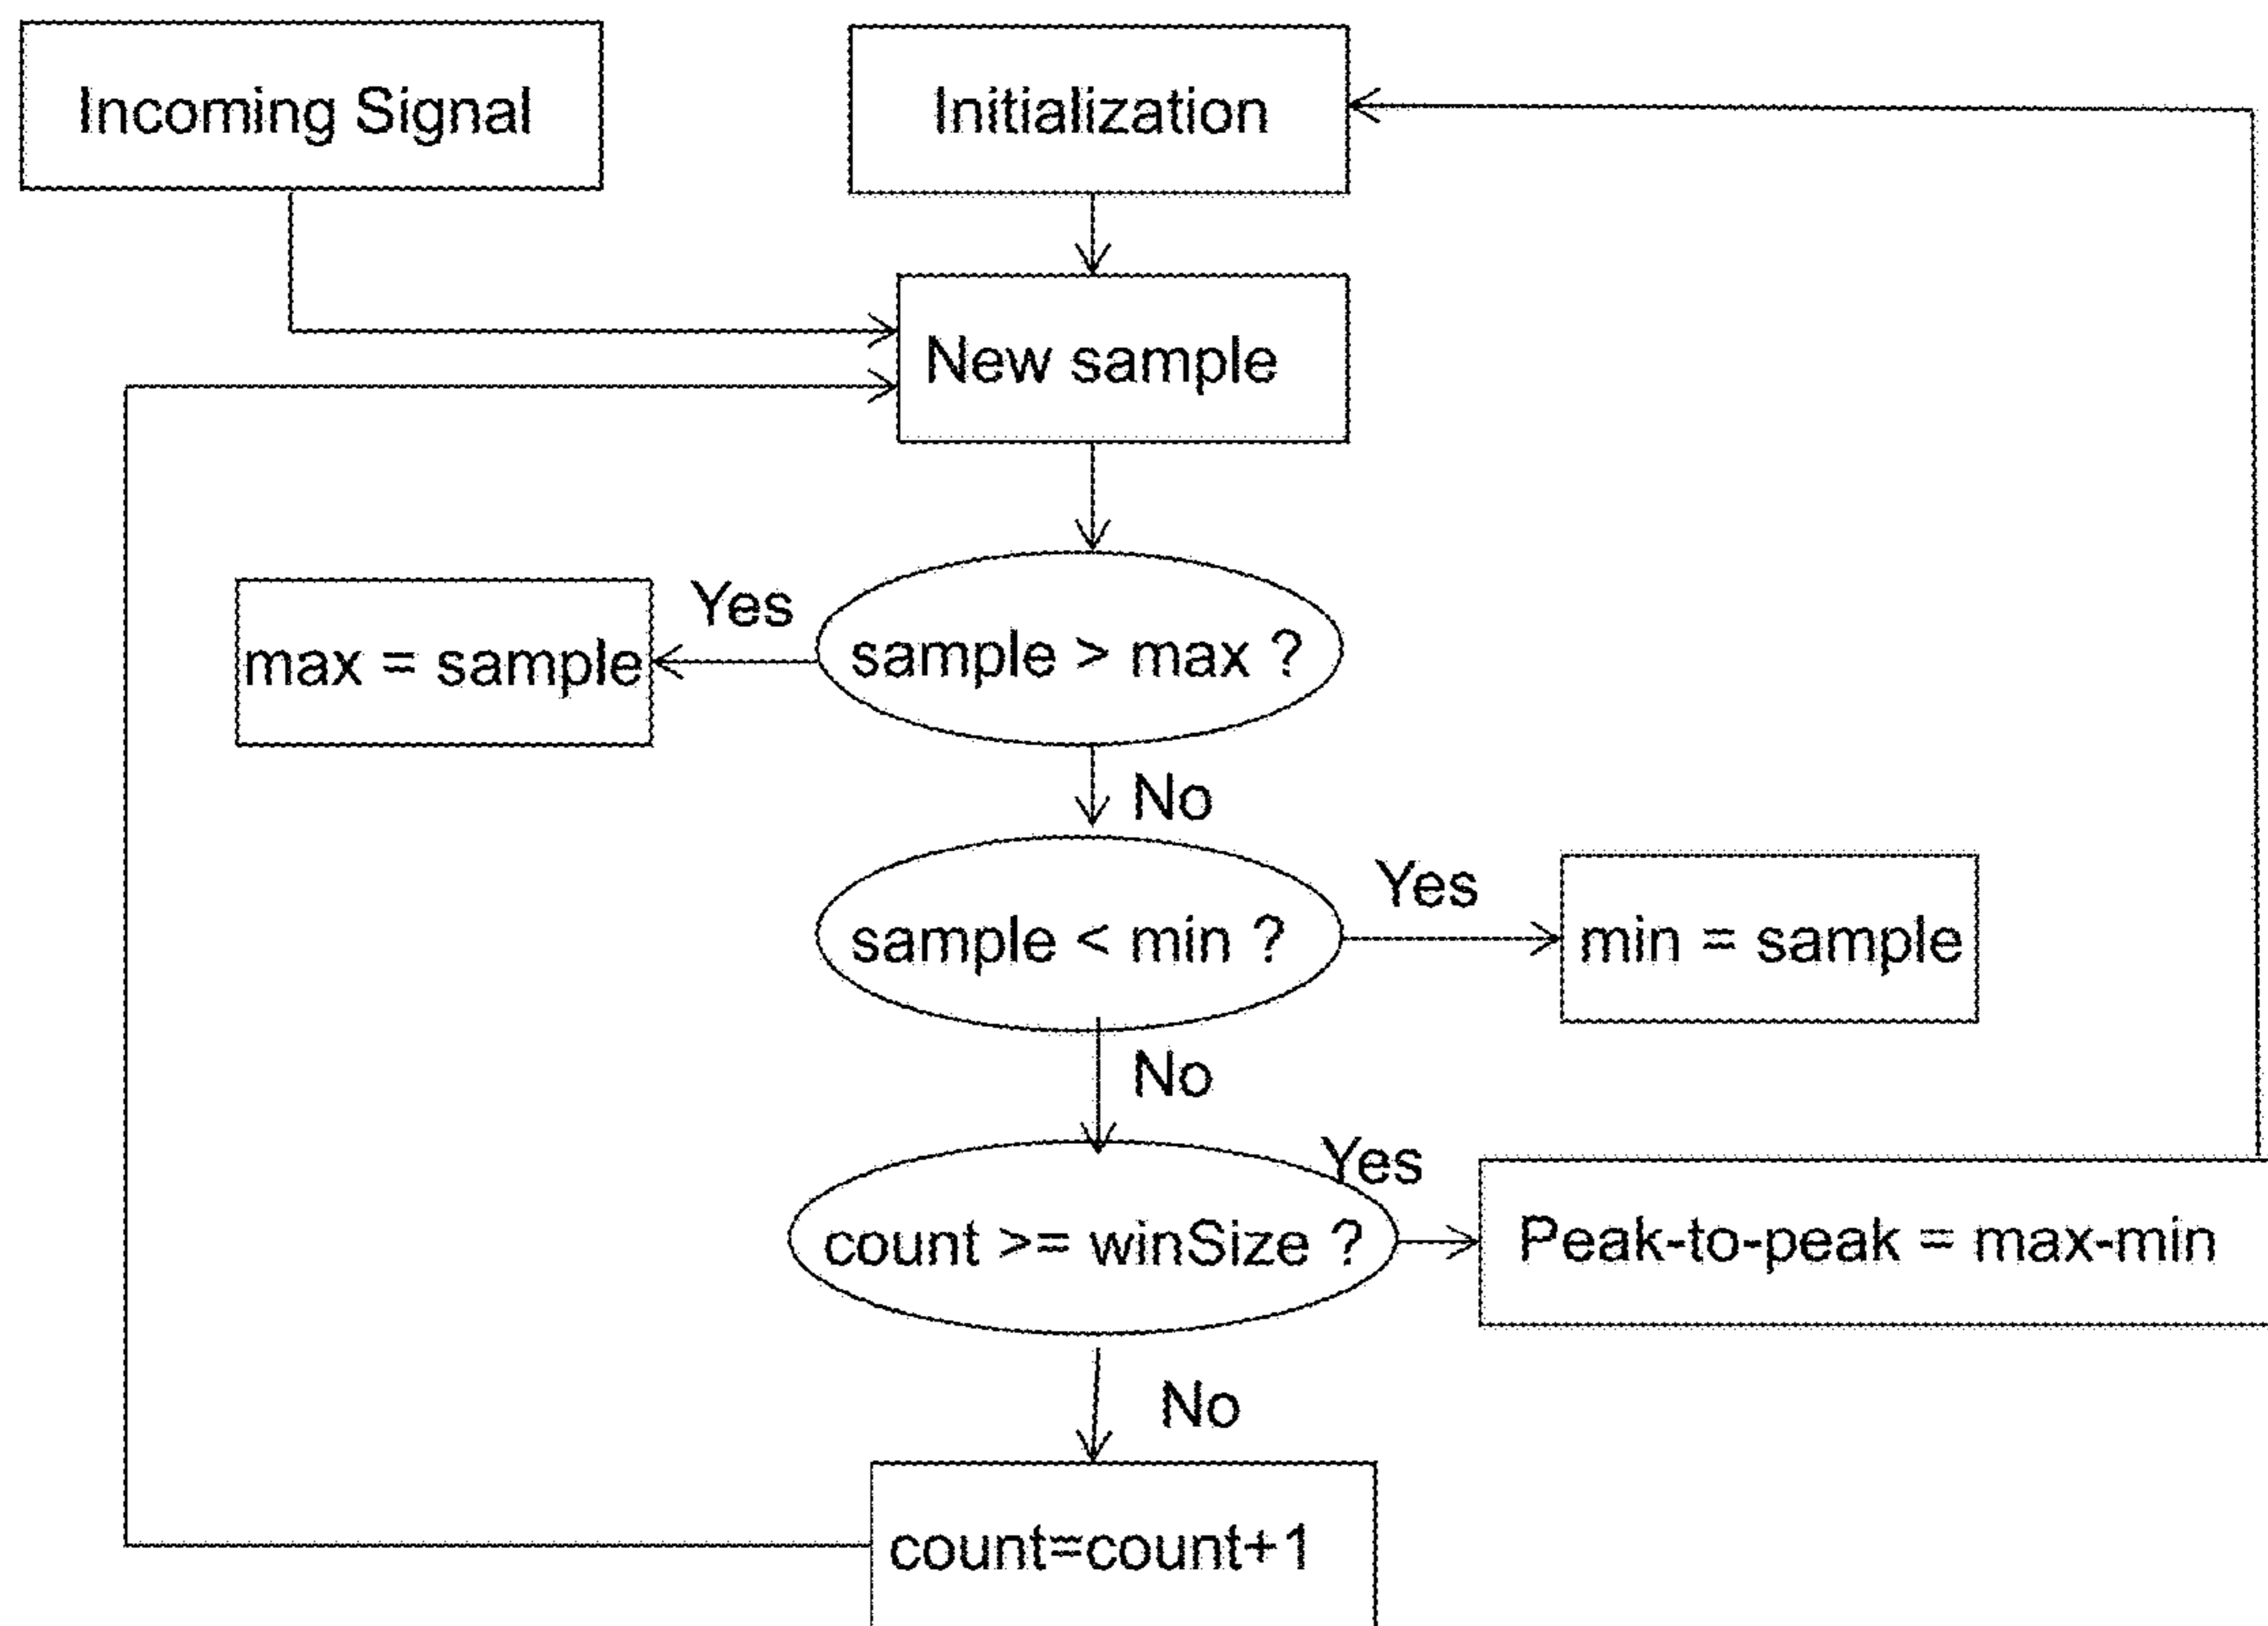 Incoming Signal
Initialization
New sample
Yes
max = sample
sample > max ?
No
Yes
sample < min ?
min = sample
No
Yes
count >= winSize ?
Peak-to-peak = max-min
No
count=count+1